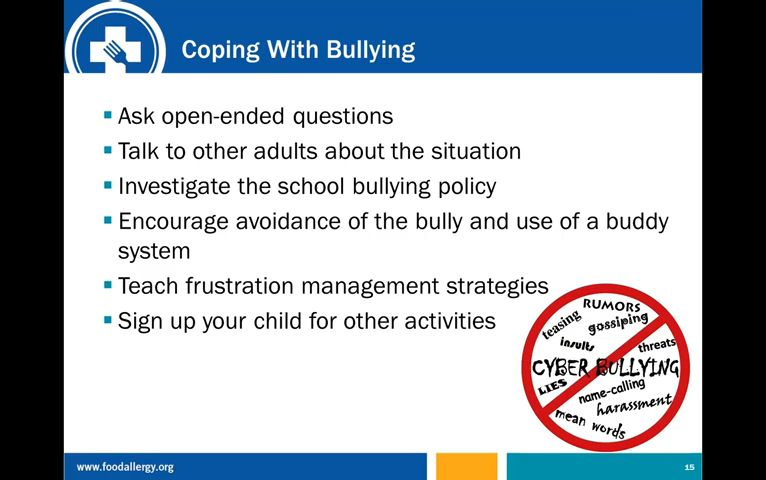 Coping With Bullying
Ask open-ended questions
Talk to other adults about the situation
Investigate the school bullying policy
Encourage avoidance of the bully and use of a buddy
system
Teach frustration management strategies
Sign up your child for other activities
RUMORS
teasing
gossiping
insults
threats
CYBER BULLYING
LIES
name-calling
harassment
mean words
www.foodallergy.org
15